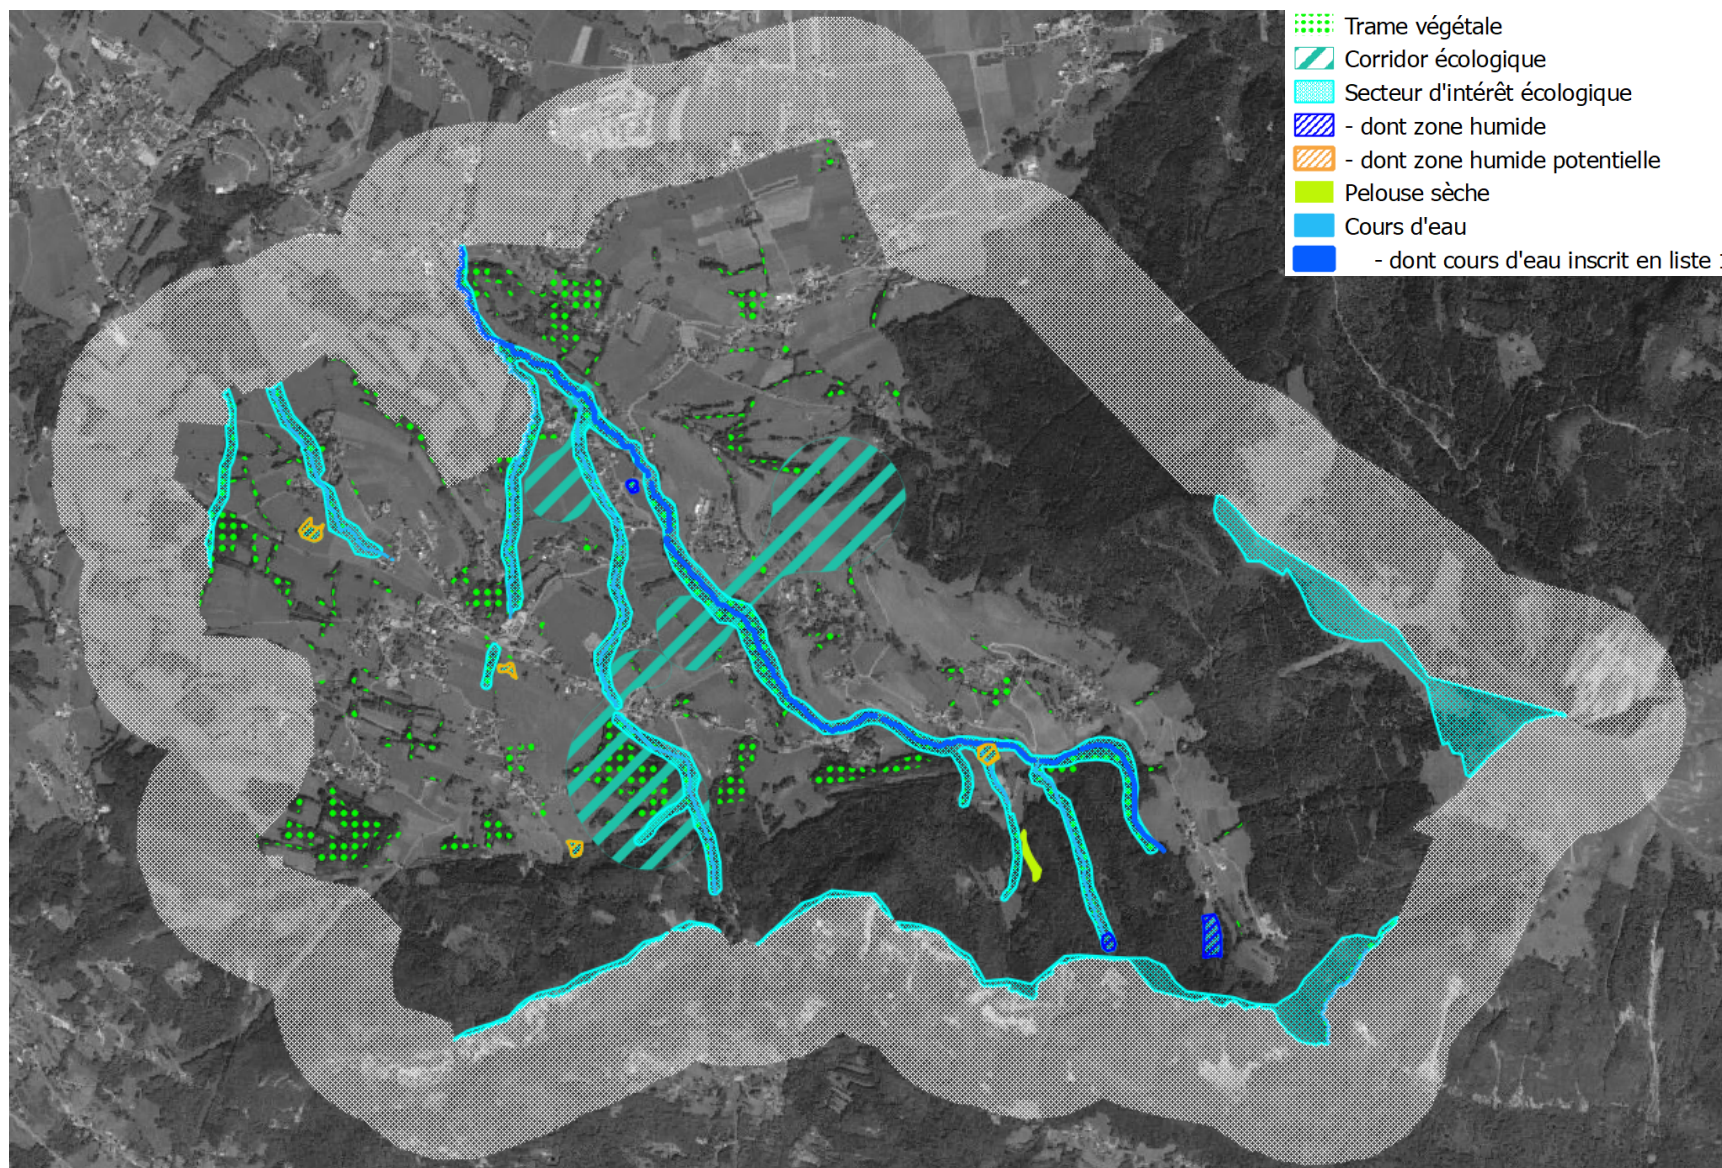 Trame végétale
Corridor écologique
Secteur d'intérêt écologique
- dont zone humide
- dont zone humide potentielle
Pelouse sèche
Cours d'eau
- dont cours d'eau inscrit en liste